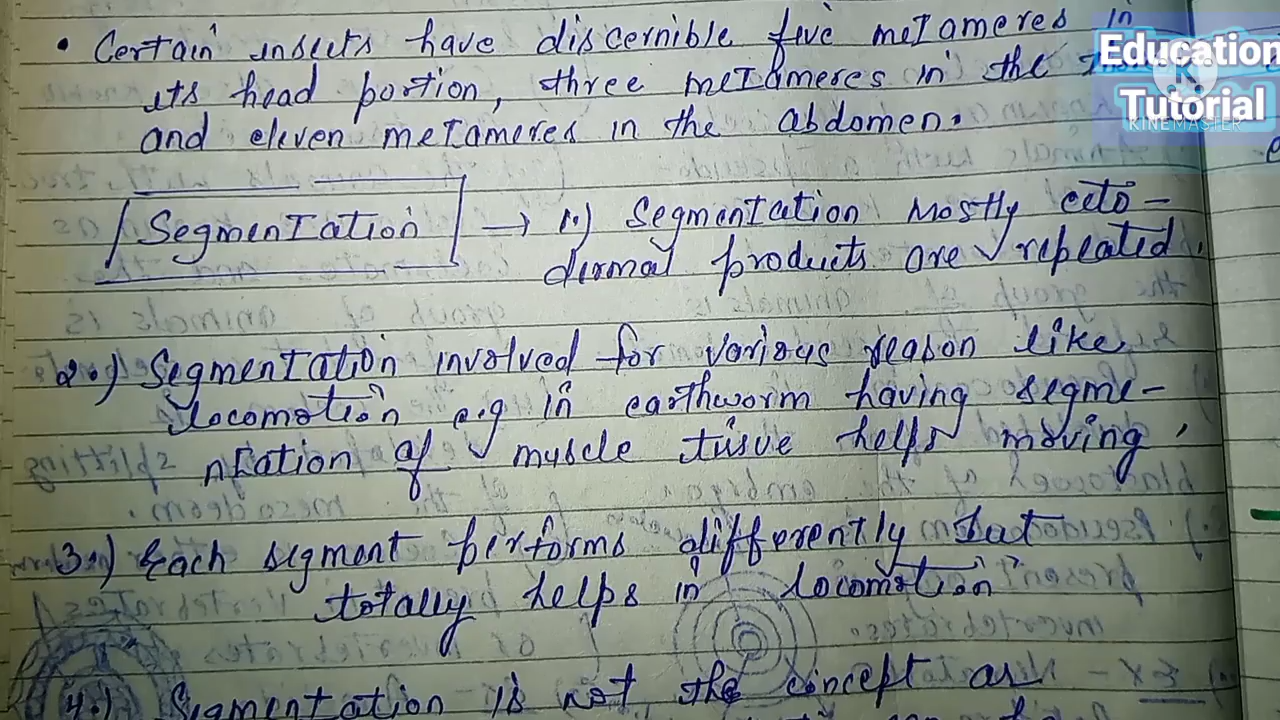 • Certain insects have discernible five metameres in
its head portion, three metameres in the
and eleven metameres in the abdomen.
Education
Tutorial
KINEMASTER
Segmentation → 1.) Segmentation Mostly ecto-
dermal products are repeated.
2.) Segmentation involved for various reason like
locomotion e.g in earthworm having segme-
ntation of muscle tissue helps moving.
3.) Each segment performs differently but
totally helps in locomotion
4.) Segmentation is not the concept as